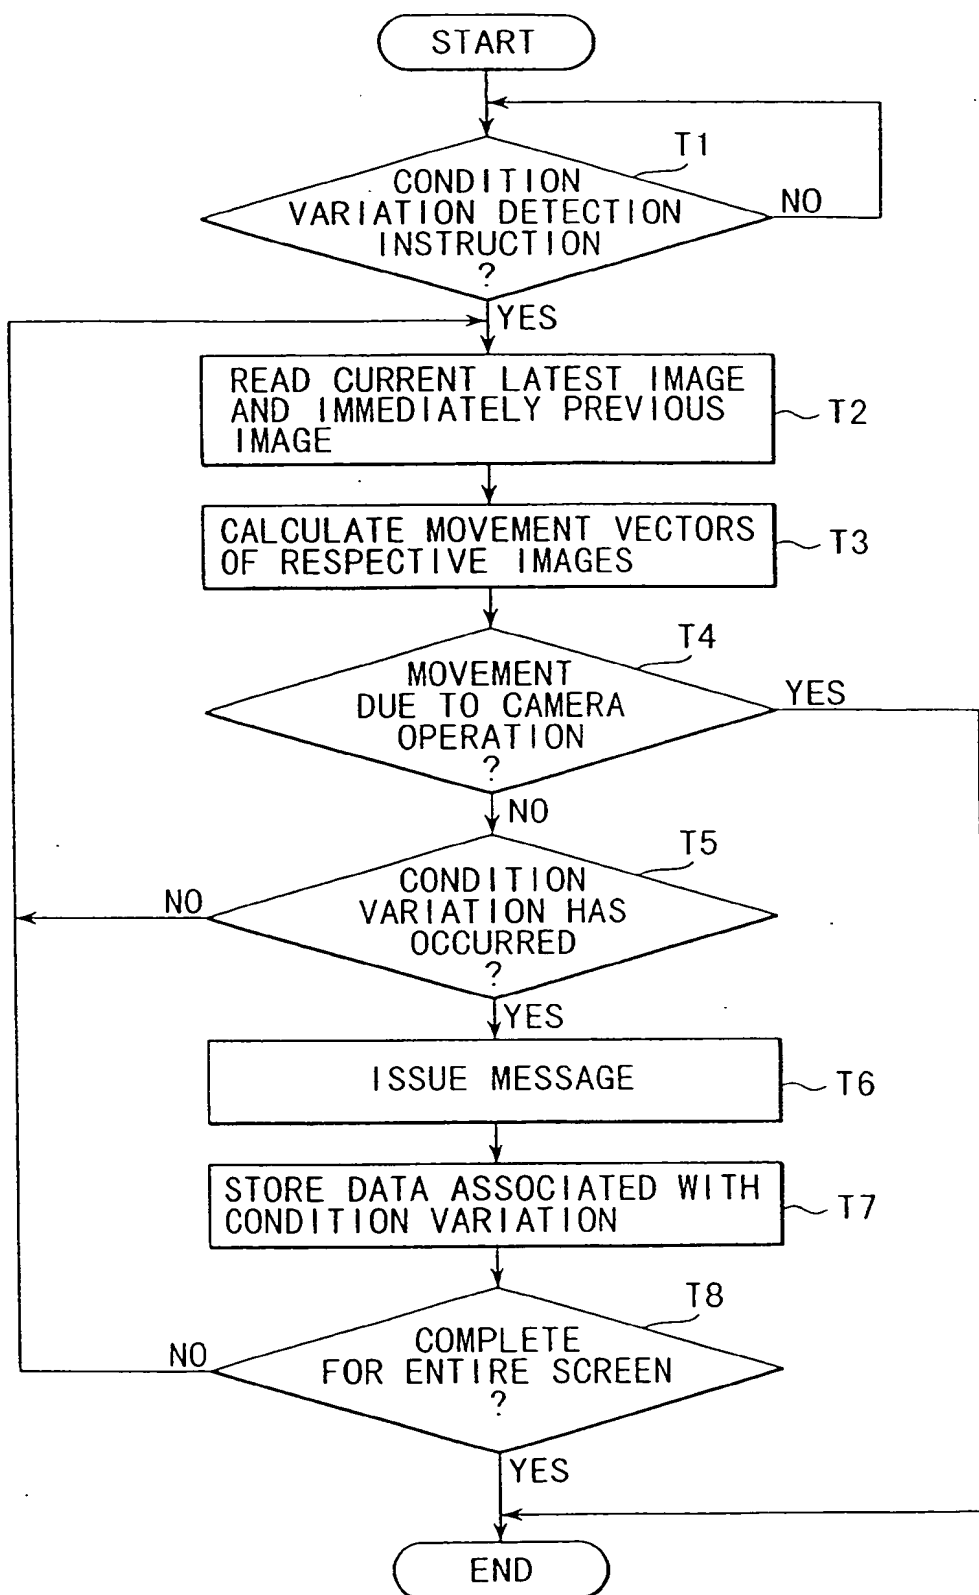 START
T1
CONDITION
VARIATION DETECTION
INSTRUCTION
?
NO
YES
READ CURRENT LATEST IMAGE
AND IMMEDIATELY PREVIOUS
IMAGE
T2
CALCULATE MOVEMENT VECTORS
OF RESPECTIVE IMAGES
T3
T4
MOVEMENT
DUE TO CAMERA
OPERATION
?
YES
NO
T5
CONDITION
VARIATION HAS
OCCURRED
?
NO
YES
ISSUE MESSAGE
T6
STORE DATA ASSOCIATED WITH
CONDITION VARIATION
T7
T8
COMPLETE
FOR ENTIRE SCREEN
?
NO
YES
END